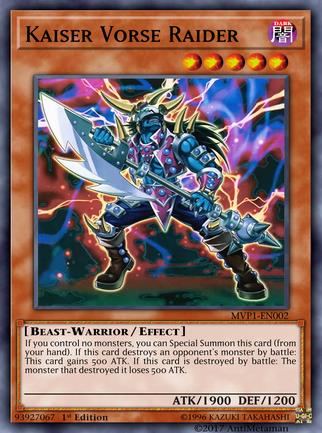 KAISER VORSE RAIDER
DARK
闇
MVP1-EN002
[BEAST-WARRIOR / EFFECT]
If you control no monsters, you can Special Summon this card (from
your hand). If this card destroys an opponent's monster by battle:
This card gains 500 ATK. If this card is destroyed by battle: The
monster that destroyed it loses 500 ATK.
ATK/1900 DEF/1200
93927067 1st Edition ©1996 KAZUKI TAKAHASHI
©2017 AntiMetaman